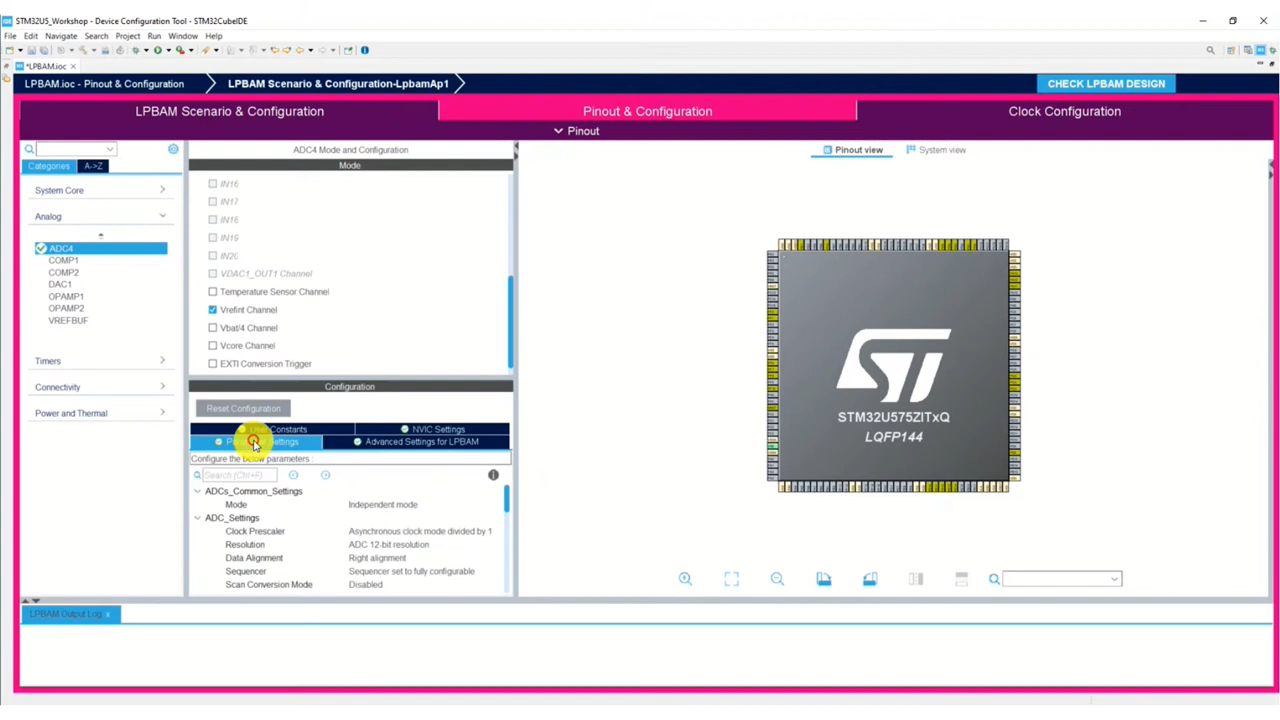 STM32U5_Workshop - Device Configuration Tool - STM32CubeIDE
File Edit Navigate Search Project Run Window Help
*LPBAM.ioc
LPBAM.ioc - Pinout & Configuration
LPBAM Scenario & Configuration-LpbamAp1
CHECK LPBAM DESIGN
LPBAM Scenario & Configuration
Pinout & Configuration
Clock Configuration
Pinout
ADC4 Mode and Configuration
Pinout view
System view
Categories A->Z
Mode
System Core
Analog
ADC4
COMP1
COMP2
DAC1
OPAMP1
OPAMP2
VREFBUF
Timers
Connectivity
Power and Thermal
IN16
IN17
IN18
IN19
IN20
VDAC1_OUT1 Channel
Temperature Sensor Channel
Vrefint Channel
Vbat/4 Channel
Vcore Channel
EXTI Conversion Trigger
Configuration
Reset Configuration
User Constants
NVIC Settings
Settings
Advanced Settings for LPBAM
Configure the below parameters :
Search (Ctrl+F)
ADCs_Common_Settings
Mode Independent mode
ADC_Settings
Clock Prescaler Asynchronous clock mode divided by 1
Resolution ADC 12-bit resolution
Data Alignment Right alignment
Sequencer Sequencer set to fully configurable
Scan Conversion Mode Disabled
STM32U575ZITxQ
LQFP144
LPBAM Output Log